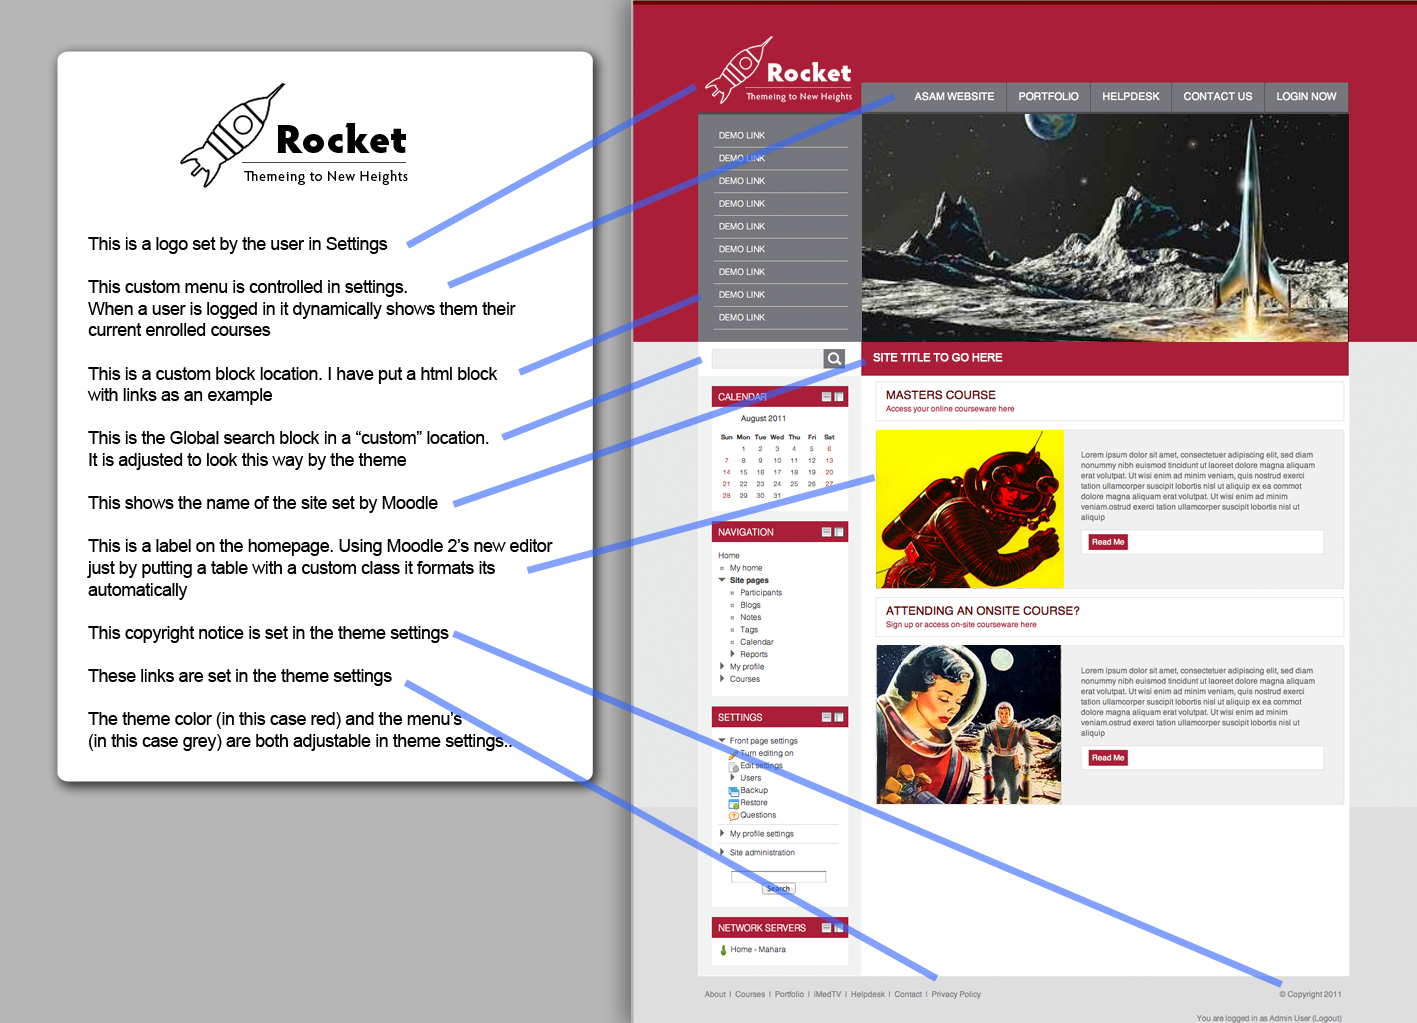 Rocket
Themeing to New Heights
This is a logo set by the user in Settings
This custom menu is controlled in settings.
When a user is logged in it dynamically shows them their
current enrolled courses
This is a custom block location. I have put a html block
with links as an example
This is the Global search block in a “custom” location.
It is adjusted to look this way by the theme
This shows the name of the site set by Moodle
This is a label on the homepage. Using Moodle 2’s new editor
just by putting a table with a custom class it formats its
automatically
This copyright notice is set in the theme settings
These links are set in the theme settings
The theme color (in this case red) and the menu’s
(in this case grey) are both adjustable in theme settings..
Rocket
Themeing to New Heights
ASAM WEBSITE PORTFOLIO HELPDESK CONTACT US LOGIN NOW
DEMO LINK
DEMO LINK
DEMO LINK
DEMO LINK
DEMO LINK
DEMO LINK
DEMO LINK
DEMO LINK
DEMO LINK
SITE TITLE TO GO HERE
CALENDAR
August 2011
Sun Mon Tue Wed Thu Fri Sat
1 2 3 4 5 6
7 8 9 10 11 12 13
14 15 16 17 18 19 20
21 22 23 24 25 26 27
28 29 30 31
NAVIGATION
Home
My home
Site pages
Participants
Blogs
Notes
Tags
Calendar
Reports
My profile
Courses
SETTINGS
Front page settings
Turn editing on
Edit settings
Users
Backup
Restore
Questions
My profile settings
Site administration
Search
NETWORK SERVERS
Home - Mahara
MASTERS COURSE
Access your online courseware here
Lorem ipsum dolor sit amet, consectetuer adipiscing elit, sed diam
nonummy nibh euismod tincidunt ut laoreet dolore magna aliquam
erat volutpat. Ut wisi enim ad minim veniam, quis nostrud exerci
tation ullamcorper suscipit lobortis nisl ut aliquip ex ea commot
dolore magna aliquam erat volutpat. Ut wisi enim ad minim
veniam.ostrud exerci tation ullamcorper suscipit lobortis nisl ut
aliquip
Read Me
ATTENDING AN ONSITE COURSE?
Sign up or access on-site courseware here
Lorem ipsum dolor sit amet, consectetuer adipiscing elit, sed diam
nonummy nibh euismod tincidunt ut laoreet dolore magna aliquam
erat volutpat. Ut wisi enim ad minim veniam, quis nostrud exerci
tation ullamcorper suscipit lobortis nisl ut aliquip ex ea commot
dolore magna aliquam erat volutpat. Ut wisi enim ad minim
veniam.ostrud exerci tation ullamcorper suscipit lobortis nisl ut
aliquip
Read Me
About | Courses | Portfolio | iMedTV | Helpdesk | Contact | Privacy Policy
© Copyright 2011
You are logged in as Admin User (Logout)